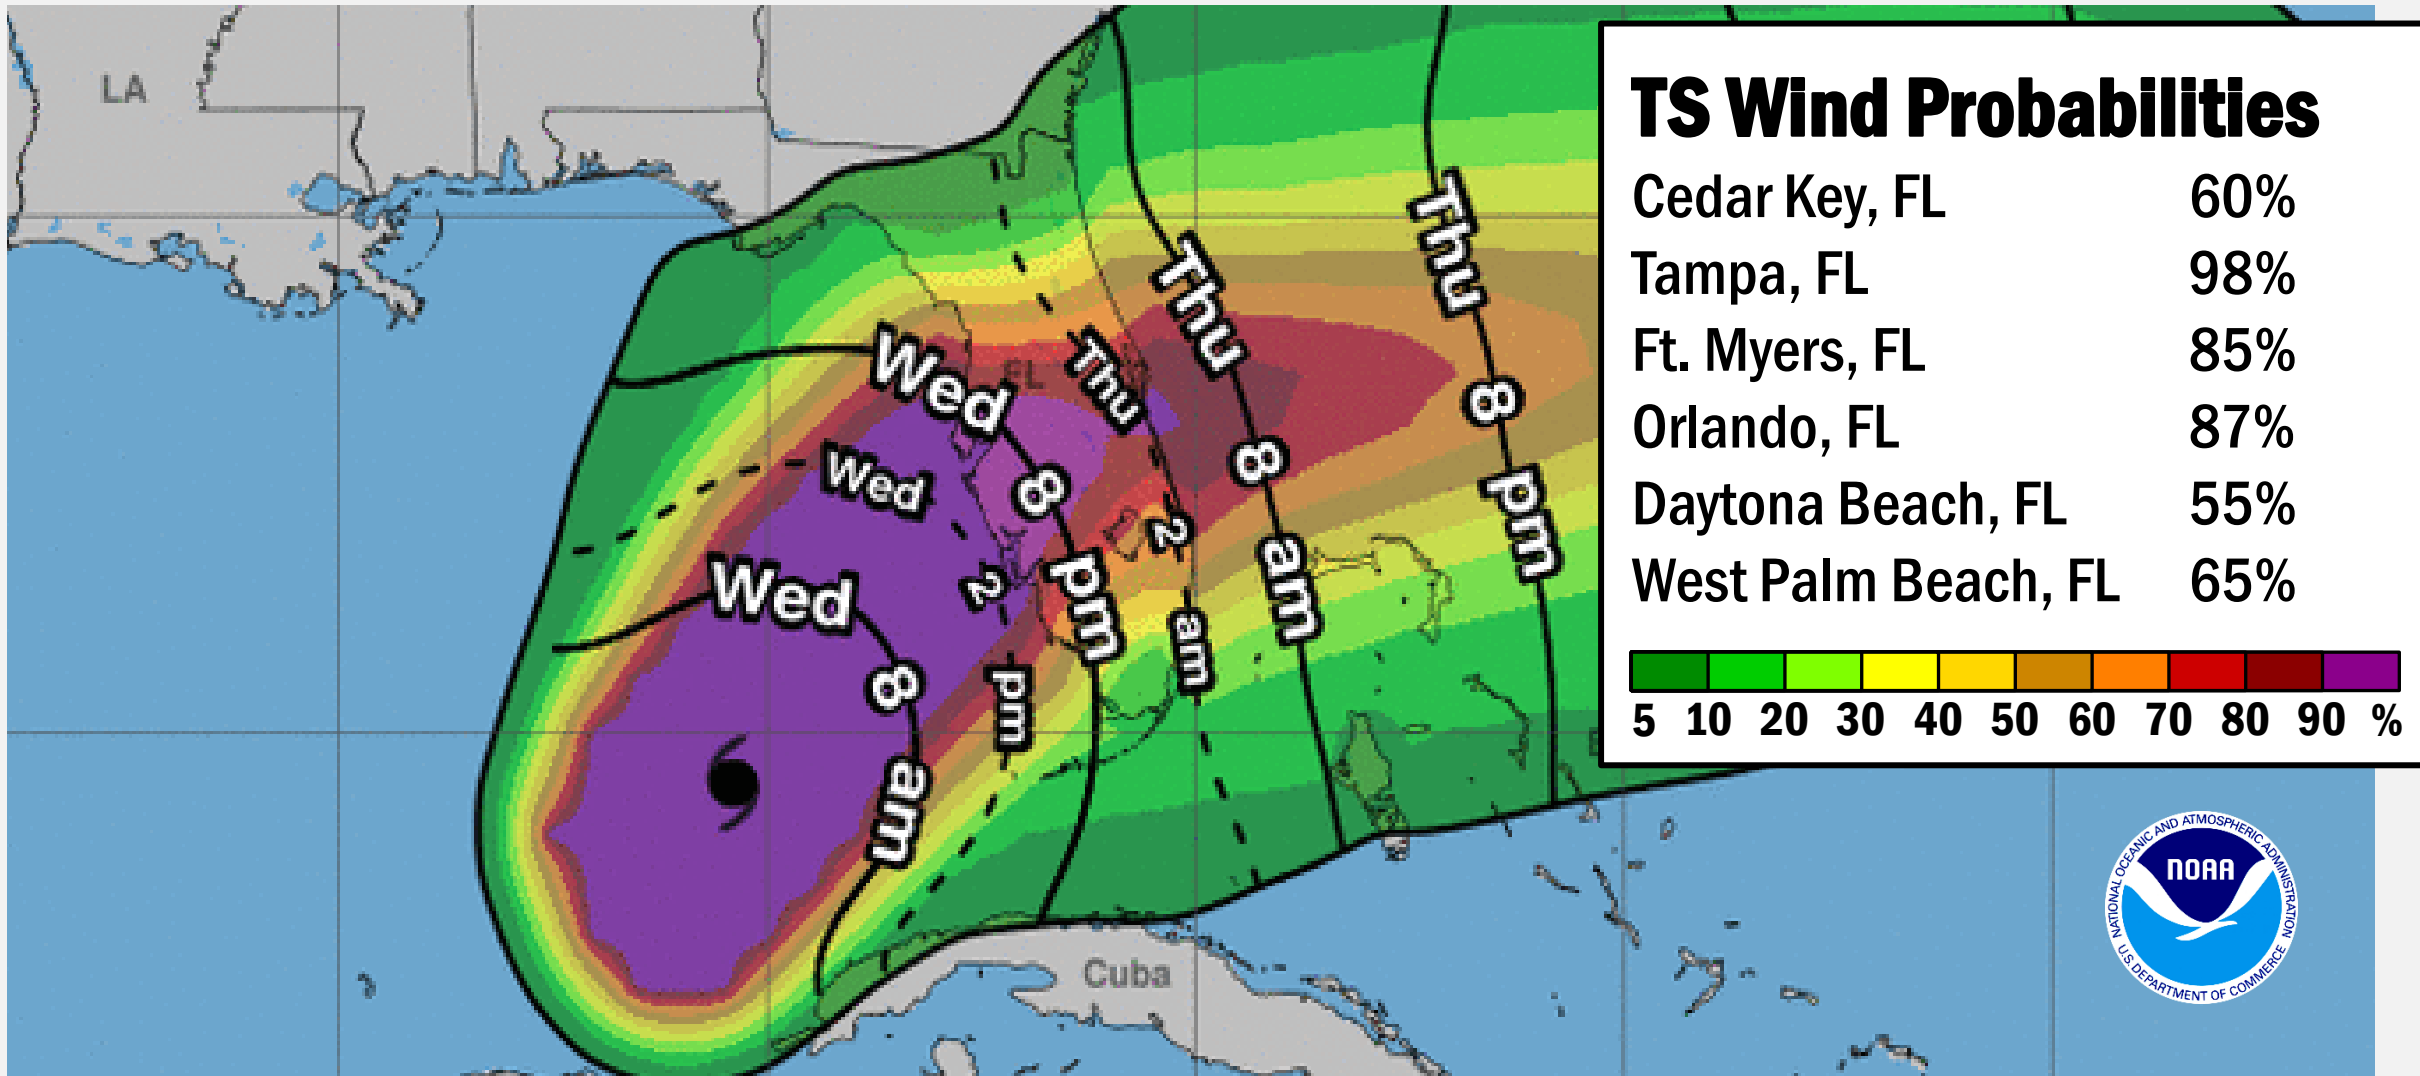 LA
FL
Cuba
Wed
8
pm
Wed
2
pm
Wed
8
am
Thu
2
am
Thu
8
am
Thu
8
pm
TS Wind Probabilities
Cedar Key, FL 60%
Tampa, FL 98%
Ft. Myers, FL 85%
Orlando, FL 87%
Daytona Beach, FL 55%
West Palm Beach, FL 65%
5 10 20 30 40 50 60 70 80 90 %
NOAA
NATIONAL OCEANIC AND ATMOSPHERIC ADMINISTRATION
U.S. DEPARTMENT OF COMMERCE